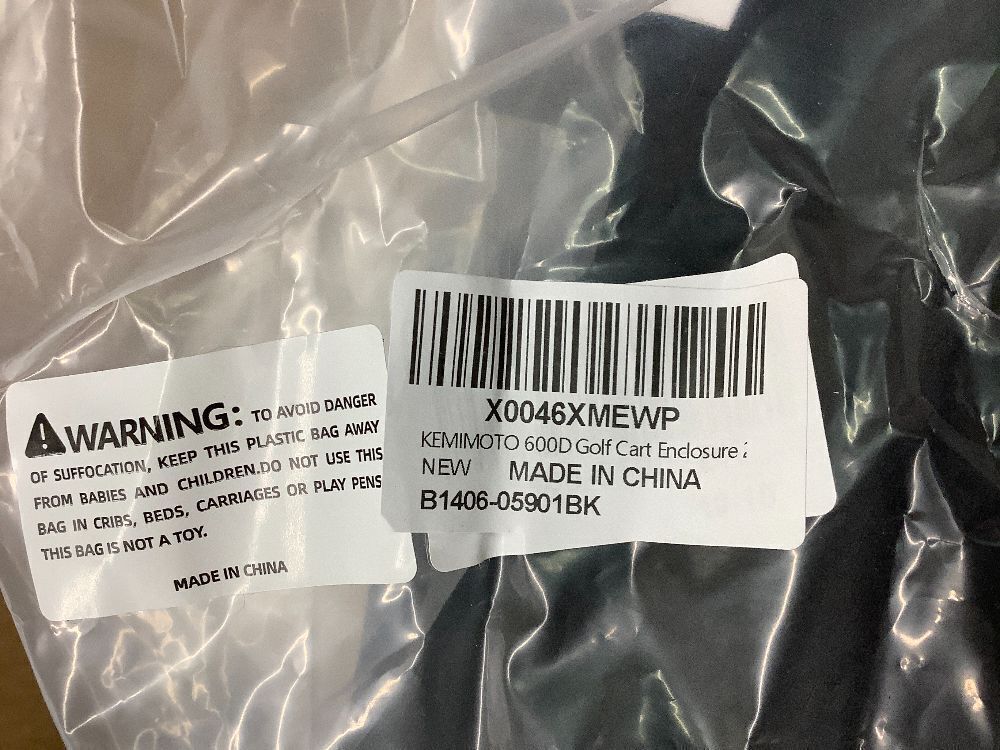 WARNING: TO AVOID DANGER
OF SUFFOCATION, KEEP THIS PLASTIC BAG AWAY
FROM BABIES AND CHILDREN.DO NOT USE THIS
BAG IN CRIBS, BEDS, CARRIAGES OR PLAY PENS
THIS BAG IS NOT A TOY.
MADE IN CHINA
X0046XMEWP
KEMIMOTO 600D Golf Cart Enclosure
NEW MADE IN CHINA
B1406-05901BK